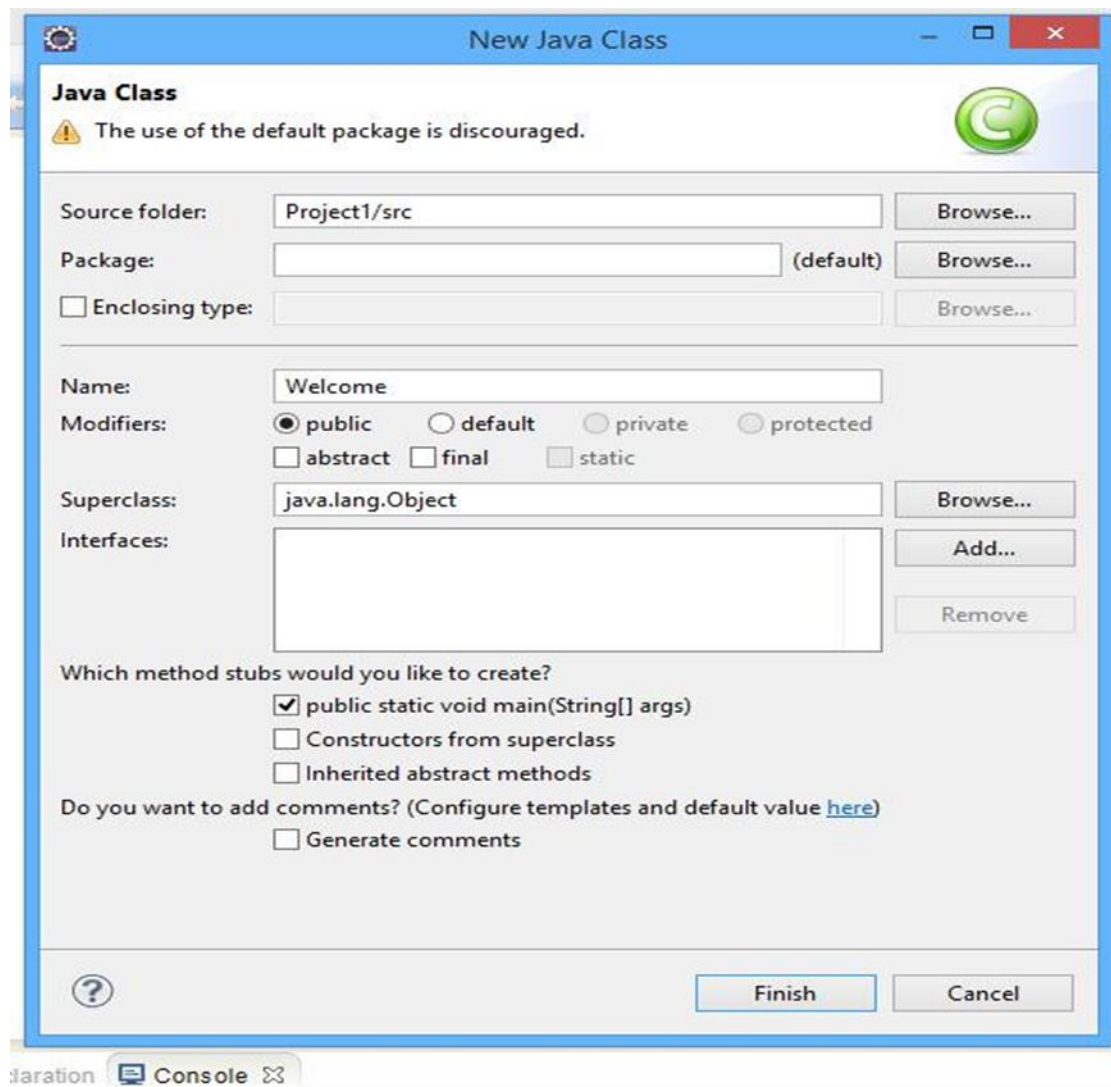 New Java Class
Java Class
The use of the default package is discouraged.
Source folder: Project1/src Browse...
Package: (default) Browse...
Enclosing type: Browse...
Name: Welcome
Modifiers: public default private protected
abstract final static
Superclass: java.lang.Object Browse...
Interfaces: Add...
Remove
Which method stubs would you like to create?
public static void main(String[] args)
Constructors from superclass
Inherited abstract methods
Do you want to add comments? (Configure templates and default value here)
Generate comments
? Finish Cancel
laration Console